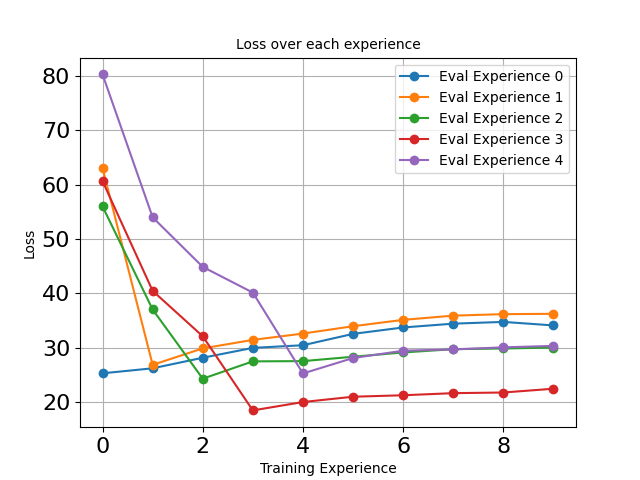 Loss over each experience
80
70
60
50
40
30
20
Loss
0 2 4 6 8
Training Experience
Eval Experience 0
Eval Experience 1
Eval Experience 2
Eval Experience 3
Eval Experience 4